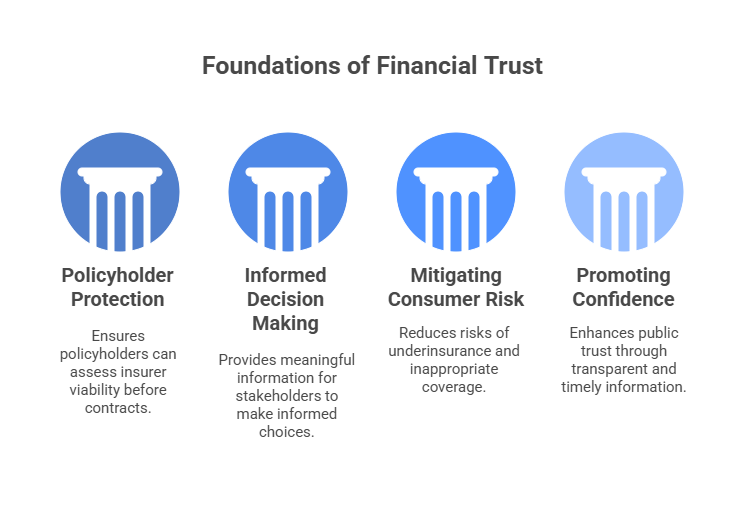 Foundations of Financial Trust
Policyholder
Protection
Ensures
policyholders can
assess insurer
viability before
contracts.
Informed
Decision
Making
Provides meaningful
information for
stakeholders to
make informed
choices.
Mitigating
Consumer Risk
Reduces risks of
underinsurance and
inappropriate
coverage.
Promoting
Confidence
Enhances public
trust through
transparent and
timely information.